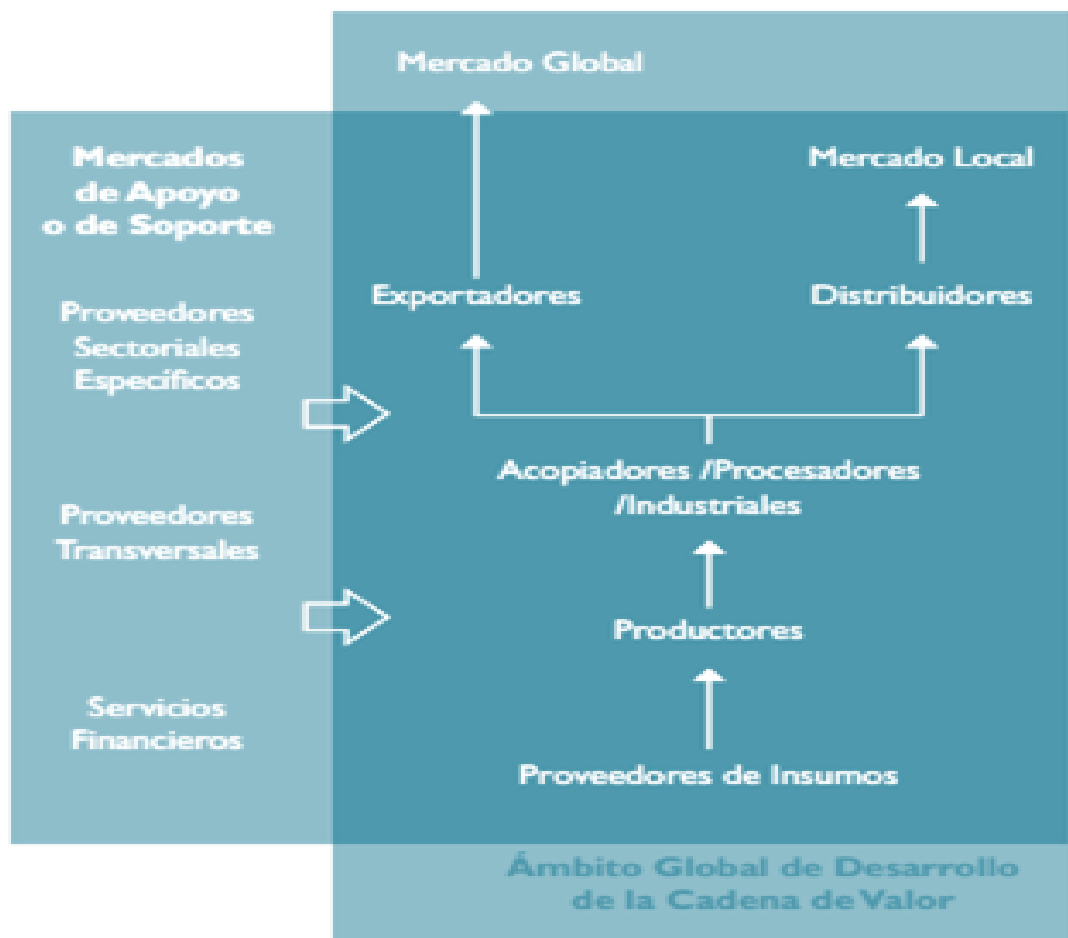 Mercado Global
Mercados
de Apoyo
o de Soporte
Mercado Local
Proveedores
Sectoriales
Específicos
Exportadores
Distribuidores
Acopiadores /Procesadores
/Industriales
Proveedores
Transversales
Productores
Servicios
Financieros
Proveedores de Insumos
Ámbito Global de Desarrollo
de la Cadena de Valor